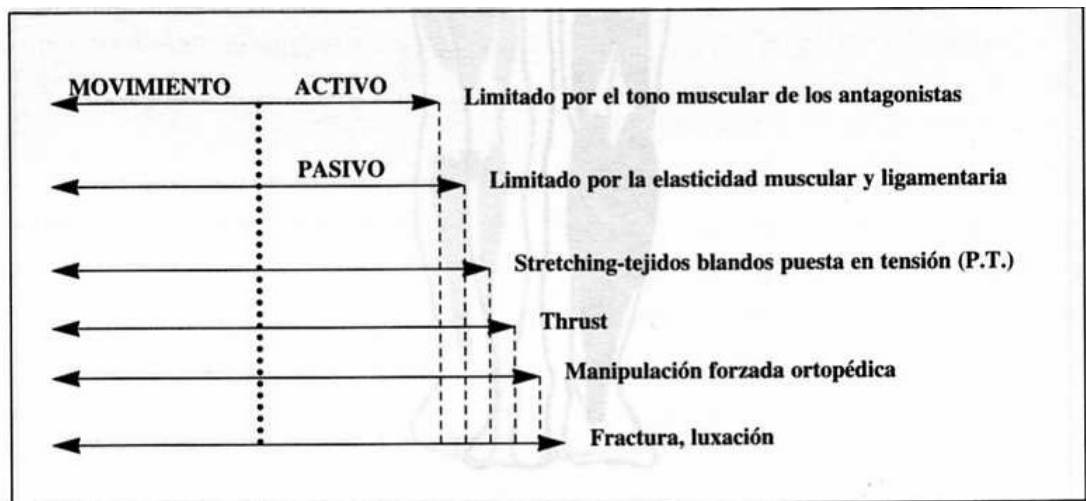 MOVIMIENTO ACTIVO
Limitado por el tono muscular de los antagonistas
PASIVO
Limitado por la elasticidad muscular y ligamentaria
Stretching-tejidos blandos puesta en tensión (P.T.)
Thrust
Manipulación forzada ortopédica
Fractura, luxación